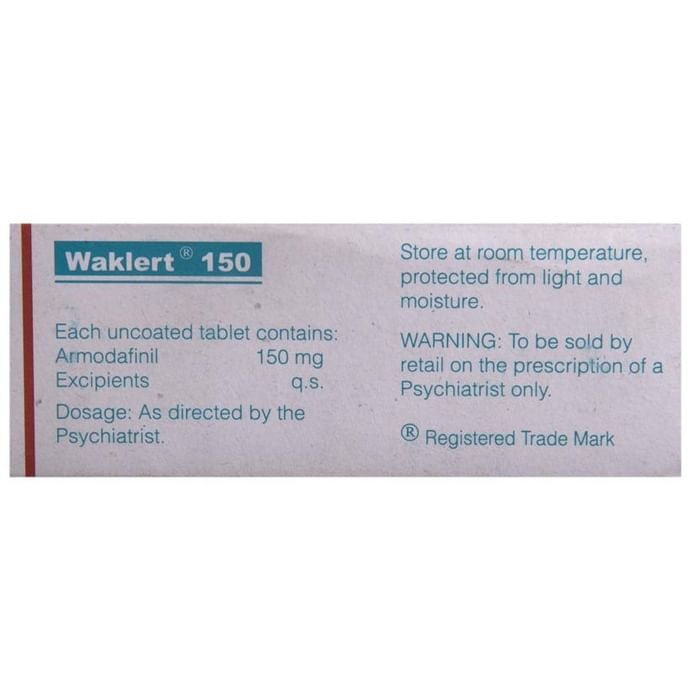 Waklert® 150
Each uncoated tablet contains:
Armodafinil 150 mg
Excipients q.s.
Dosage: As directed by the
Psychiatrist.
Store at room temperature,
protected from light and
moisture.
WARNING: To be sold by
retail on the prescription of a
Psychiatrist only.
® Registered Trade Mark